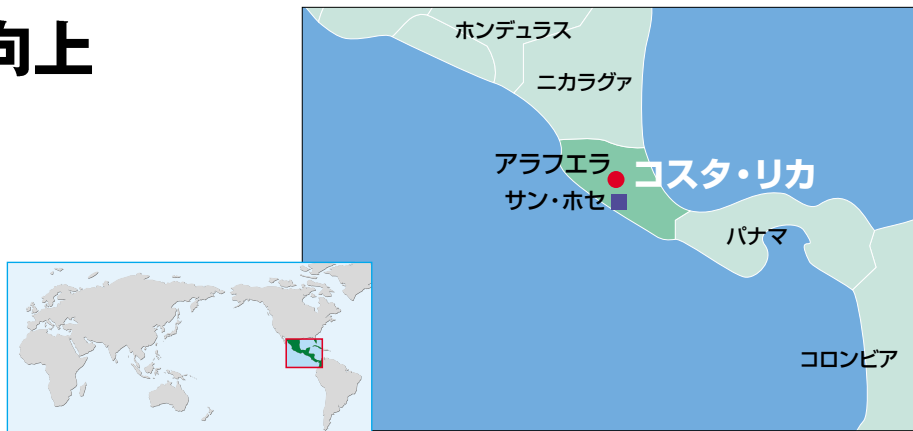 向上
ホンデュラス
ニカラグァ
アラフエラ
コスタ・リカ
サン・ホセ
パナマ
コロンビア